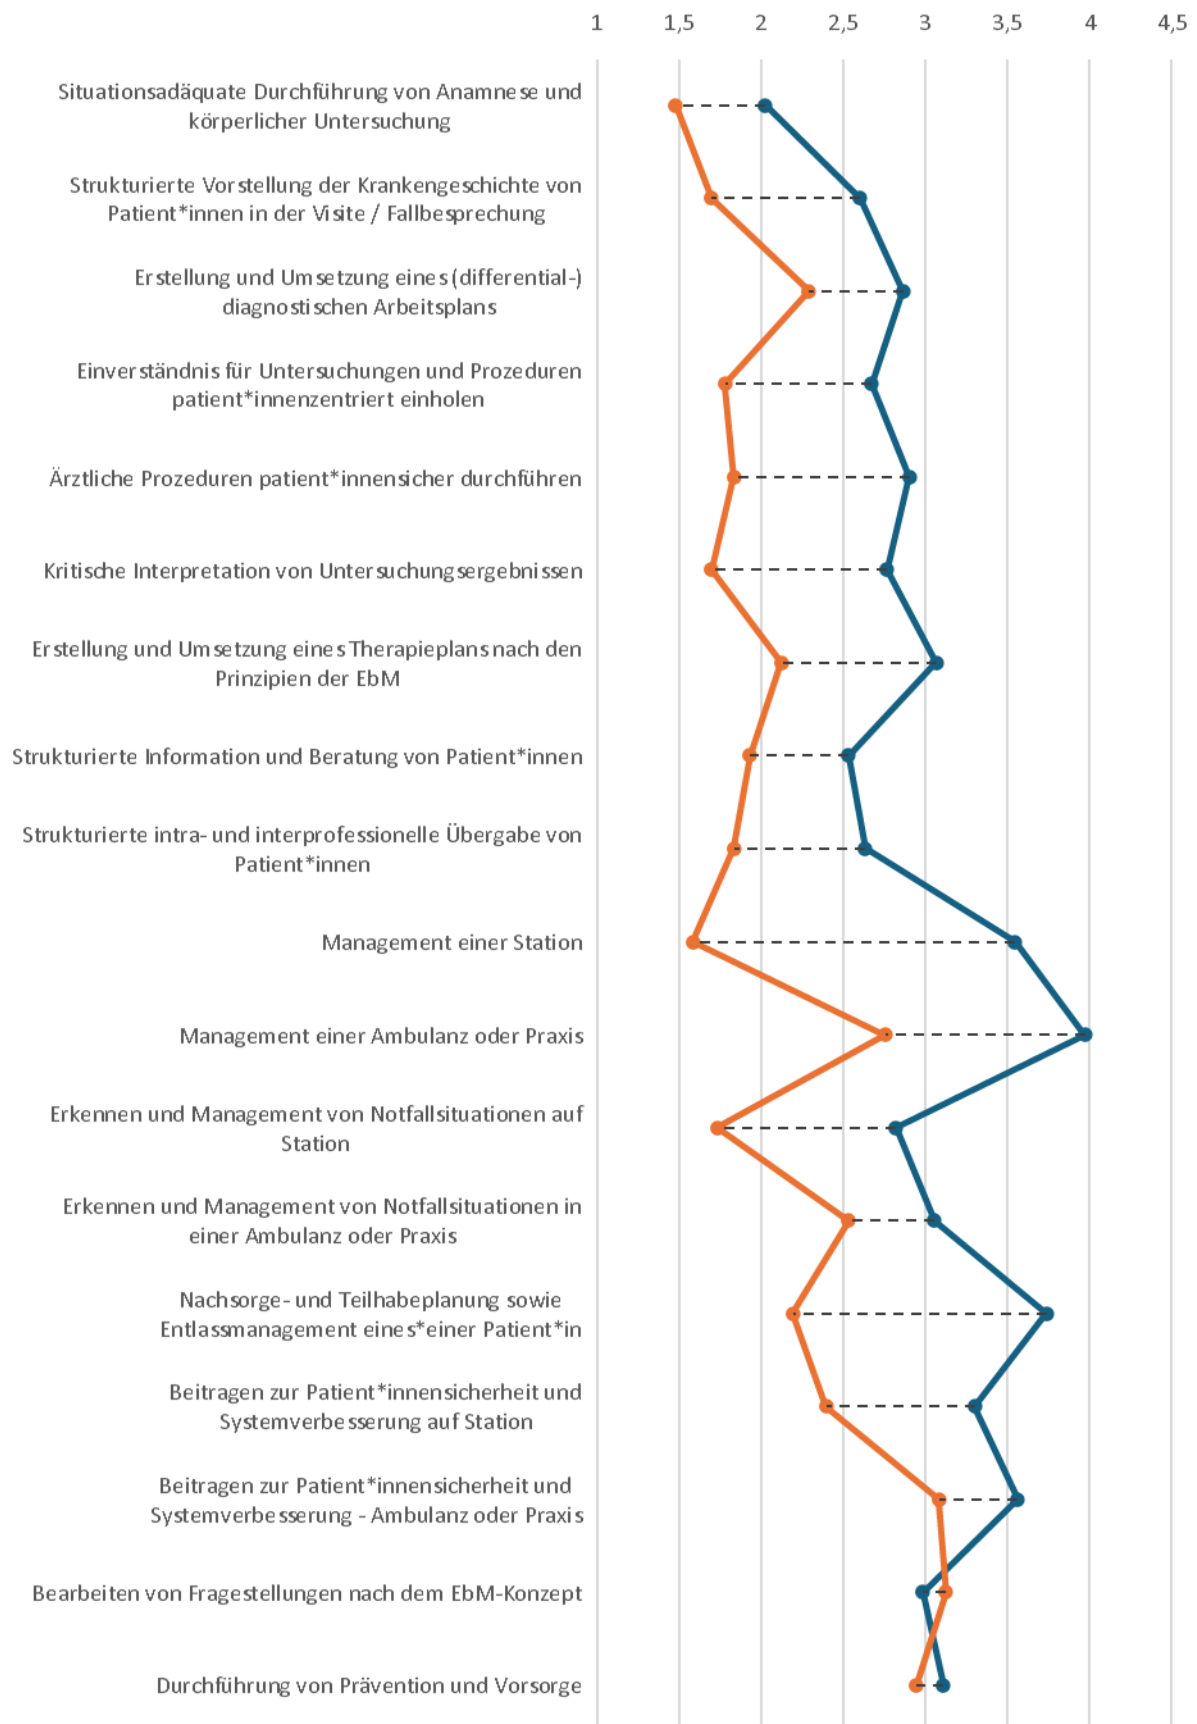 1 1,5 2 2,5 3 3,5 4 4,5
Situationsadäquate Durchführung von Anamnese und
körperlicher Untersuchung
Strukturierte Vorstellung der Krankengeschichte von
Patient*innen in der Visite / Fallbesprechung
Erstellung und Umsetzung eines (differential-)
diagnostischen Arbeitsplans
Einverständnis für Untersuchungen und Prozeduren
patient*innenzentriert einholen
Ärztliche Prozeduren patient*innensicher durchführen
Kritische Interpretation von Untersuchungsergebnissen
Erstellung und Umsetzung eines Therapieplans nach den
Prinzipien der EbM
Strukturierte Information und Beratung von Patient*innen
Strukturierte intra- und interprofessionelle Übergabe von
Patient*innen
Management einer Station
Management einer Ambulanz oder Praxis
Erkennen und Management von Notfallsituationen auf
Station
Erkennen und Management von Notfallsituationen in
einer Ambulanz oder Praxis
Nachsorge- und Teilhabeplanung sowie
Entlassmanagement eines*einer Patient*in
Beitragen zur Patient*innensicherheit und
Systemverbesserung auf Station
Beitragen zur Patient*innensicherheit und
Systemverbesserung - Ambulanz oder Praxis
Bearbeiten von Fragestellungen nach dem EbM-Konzept
Durchführung von Prävention und Vorsorge